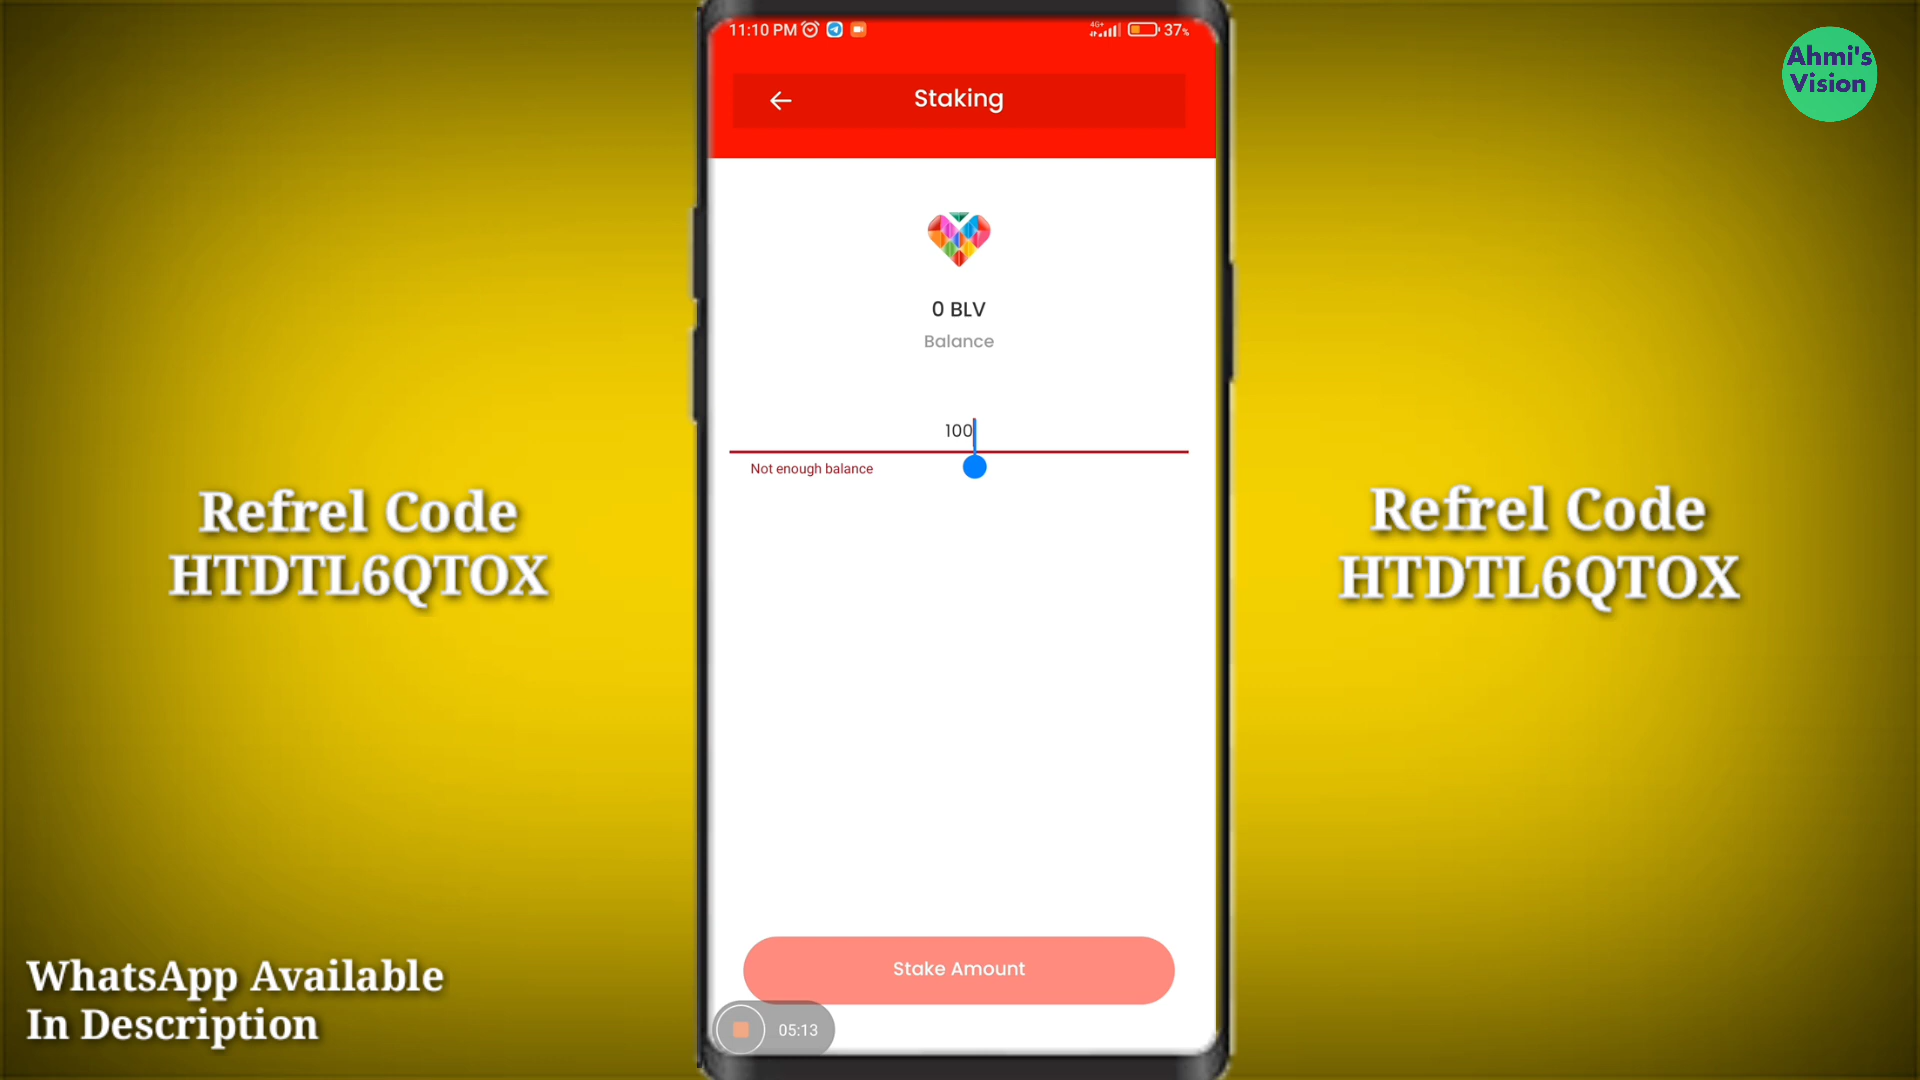 11:10 PM
4G+
37%
Ahmi's
Vision
Staking
0 BLV
Balance
100
Not enough balance
Refrel Code
HTDTL6QTOX
Refrel Code
HTDTL6QTOX
Stake Amount
WhatsApp Available
In Description
05:13